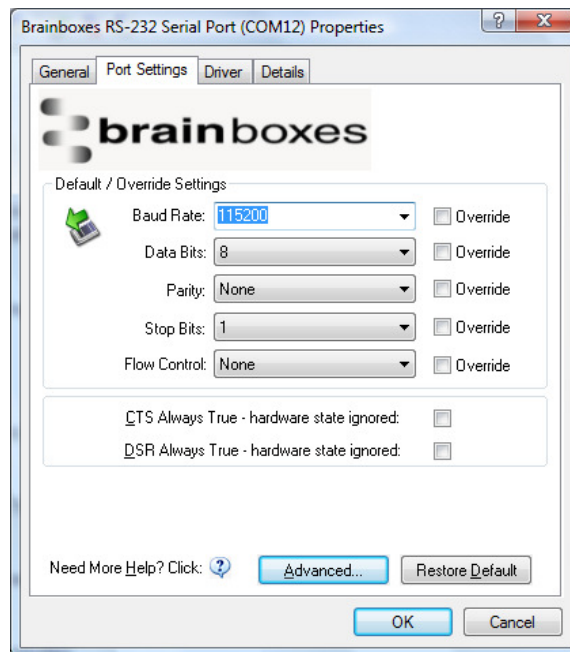 Brainboxes RS-232 Serial Port (COM12) Properties
General Port Settings Driver Details
brainboxes
Default / Override Settings
Baud Rate: 115200 Override
Data Bits: 8 Override
Parity: None Override
Stop Bits: 1 Override
Flow Control: None Override
CTS Always True - hardware state ignored:
DSR Always True - hardware state ignored:
Need More Help? Click: ? Advanced... Restore Default
OK Cancel